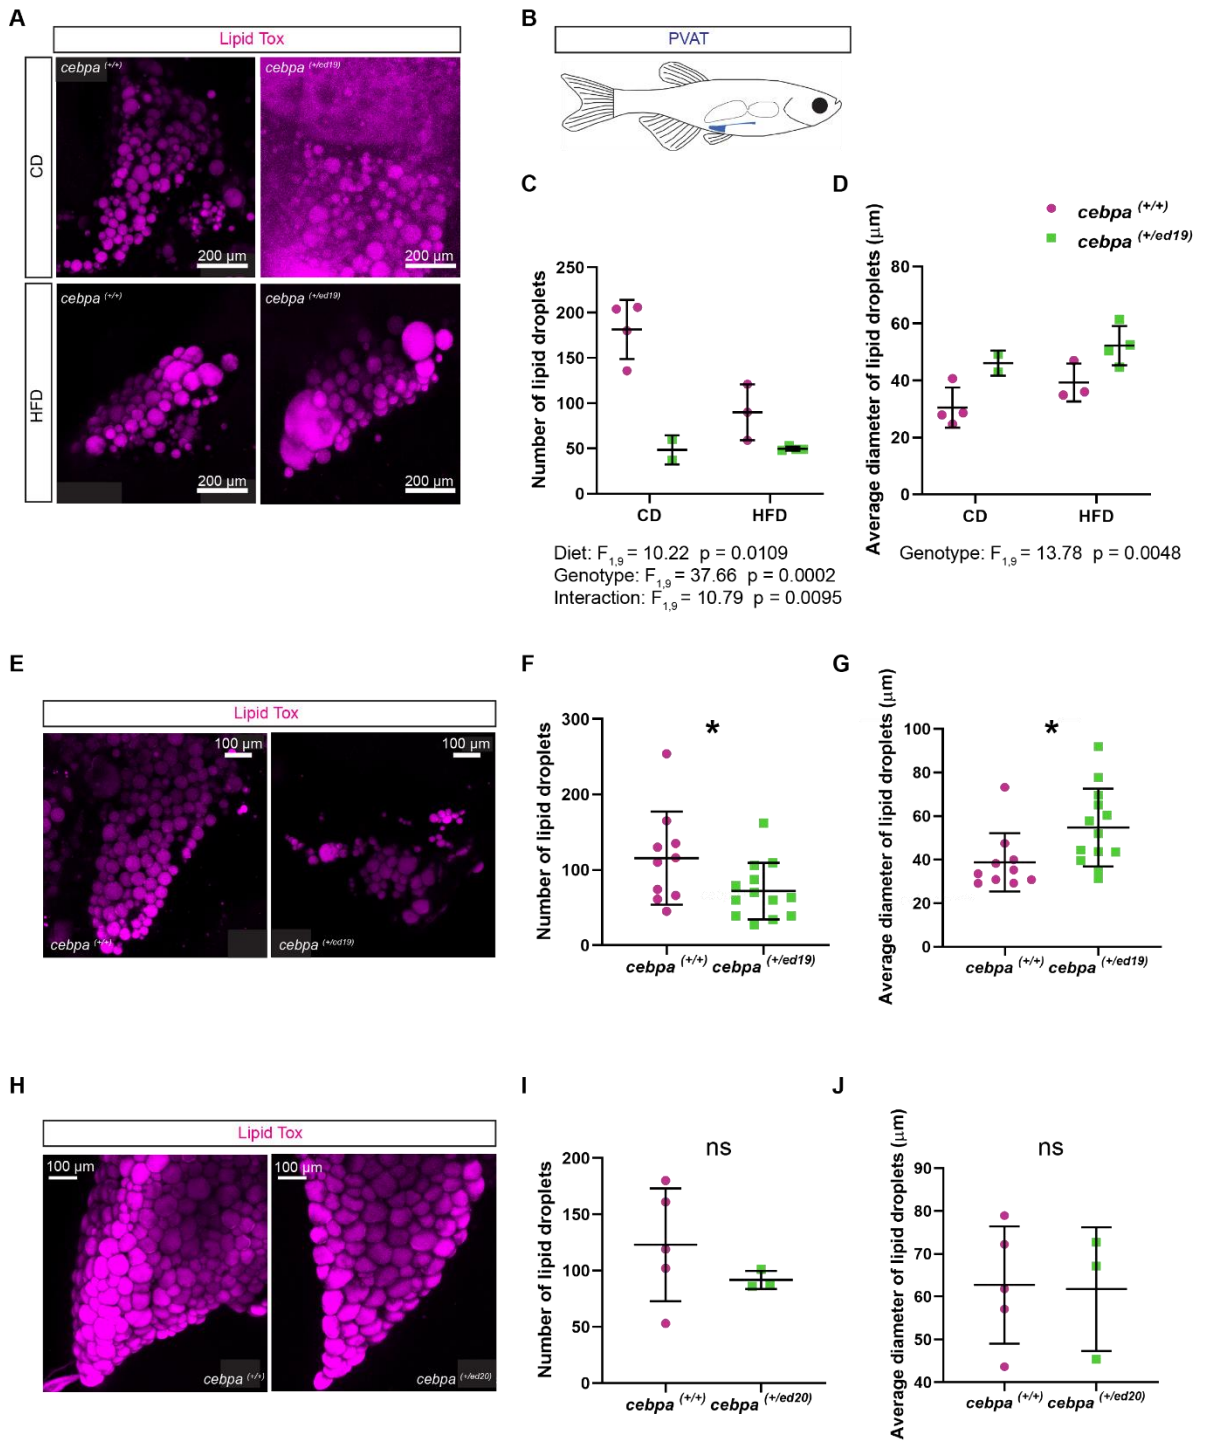 A
Lipid Tox
CD
cebpa (+/+)
200 µm
cebpa (+/ed19)
200 µm
HFD
cebpa (+/+)
200 µm
cebpa (+/ed19)
200 µm
B
PVAT
C
Number of lipid droplets
250
200
150
100
50
0
CD HFD
Diet: F1,9 = 10.22 p = 0.0109
Genotype: F1,9 = 37.66 p = 0.0002
Interaction: F1,9 = 10.79 p = 0.0095
D
cebpa (+/+)
cebpa (+/ed19)
Average diameter of lipid droplets (µm)
80
60
40
20
0
CD HFD
Genotype: F1,9 = 13.78 p = 0.0048
E
Lipid Tox
100 µm
cebpa (+/+)
100 µm
cebpa (+/ed19)
F
Number of lipid droplets
300
200
100
0
*
cebpa (+/+) cebpa (+/ed19)
G
Average diameter of lipid droplets (µm)
100
80
60
40
20
0
*
cebpa (+/+) cebpa (+/ed19)
H
Lipid Tox
100 µm
cebpa (+/+)
100 µm
cebpa (+/ed20)
I
Number of lipid droplets
200
150
100
50
0
ns
cebpa (+/+) cebpa (+/ed20)
J
Average diameter of lipid droplets (µm)
90
80
70
60
50
40
ns
cebpa (+/+) cebpa (+/ed20)